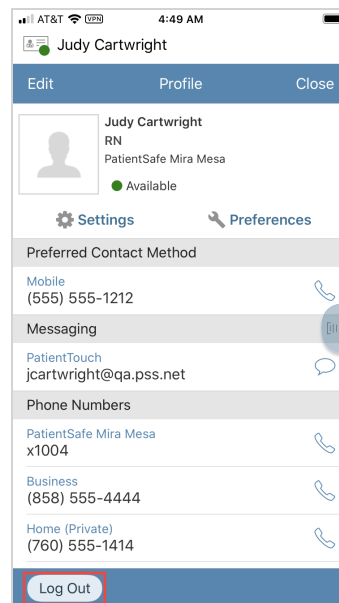 AT&T VPN 4:49 AM
Judy Cartwright
Edit Profile Close
Judy Cartwright
RN
PatientSafe Mira Mesa
Available
Settings Preferences
Preferred Contact Method
Mobile
(555) 555-1212
Messaging
PatientTouch
jcartwright@qa.pss.net
Phone Numbers
PatientSafe Mira Mesa
x1004
Business
(858) 555-4444
Home (Private)
(760) 555-1414
Log Out